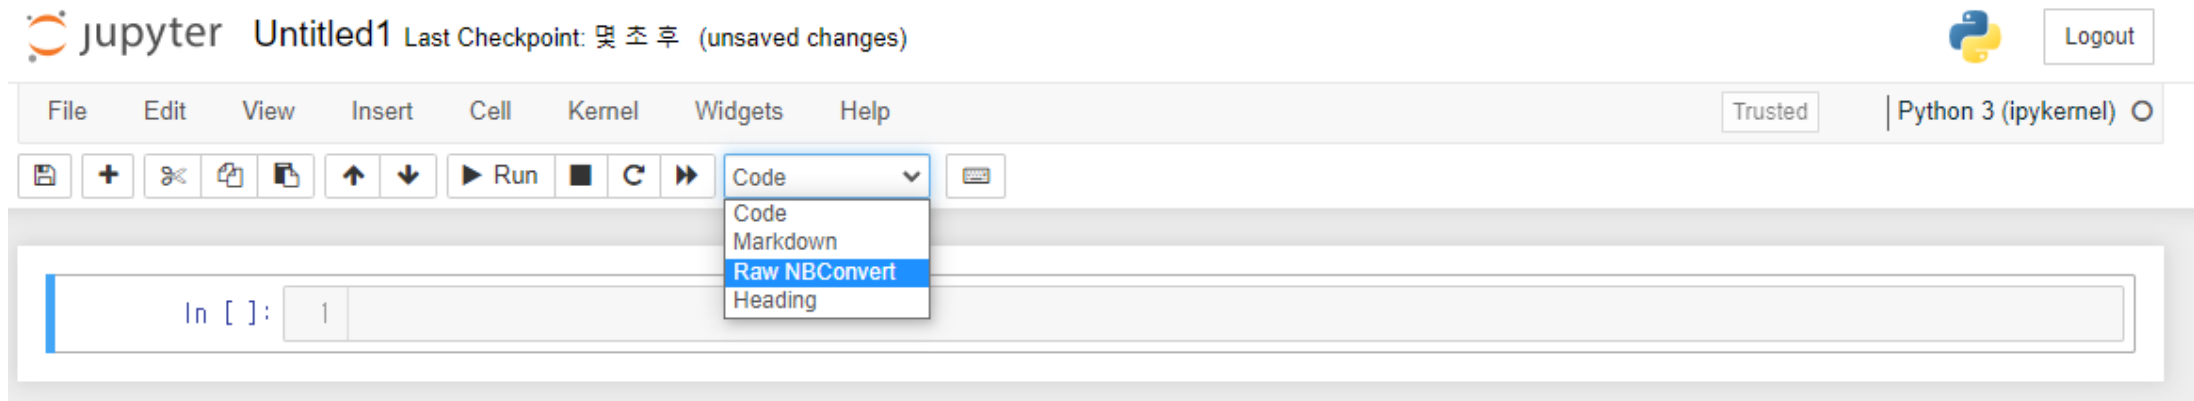 jupyter Untitled1 Last Checkpoint: 몇 초 후 (unsaved changes) Logout
File Edit View Insert Cell Kernel Widgets Help Trusted Python 3 (ipykernel)
Run Code
Code
Markdown
Raw NBConvert
Heading
In [ ]: 1